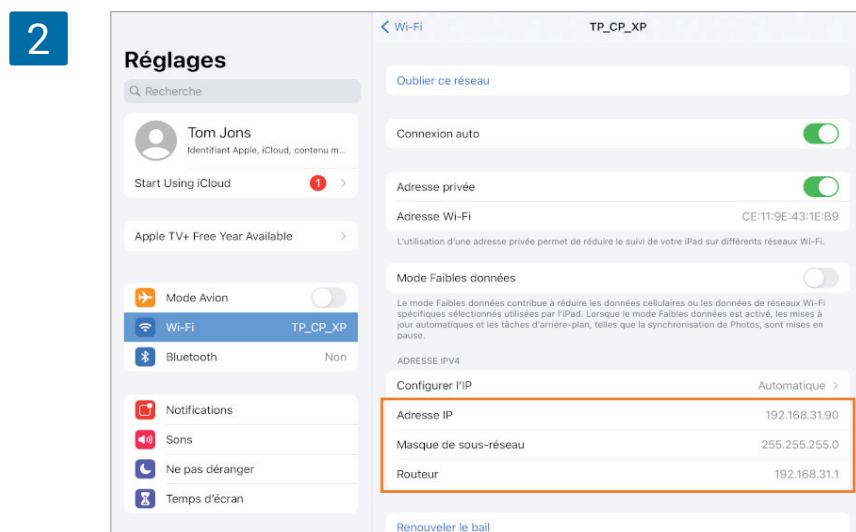 2
Réglages
Recherche
Tom Jons
Identifiant Apple, iCloud, contenu m...
Start Using iCloud
1
Apple TV+ Free Year Available
Mode Avion
Wi-Fi TP_CP_XP
Bluetooth Non
Notifications
Sons
Ne pas déranger
Temps d'écran
Wi-Fi TP_CP_XP
Oublier ce réseau
Connexion auto
Adresse privée
Adresse Wi-Fi CE:11:9E:43:1E:B9
L'utilisation d'une adresse privée permet de réduire le suivi de votre iPad sur différents réseaux Wi-Fi.
Mode Faibles données
Le mode Faibles données contribue à réduire les données cellulaires ou les données de réseaux Wi-Fi
spécifiques sélectionnés utilisées par l'iPad. Lorsque le mode Faibles données est activé, les mises à
jour automatiques et les tâches d'arrière-plan, telles que la synchronisation de Photos, sont mises en
pause.
ADRESSE IPV4
Configurer l'IP Automatique
Adresse IP 192.168.31.90
Masque de sous-réseau 255.255.255.0
Routeur 192.168.31.1
Renouveler le bail